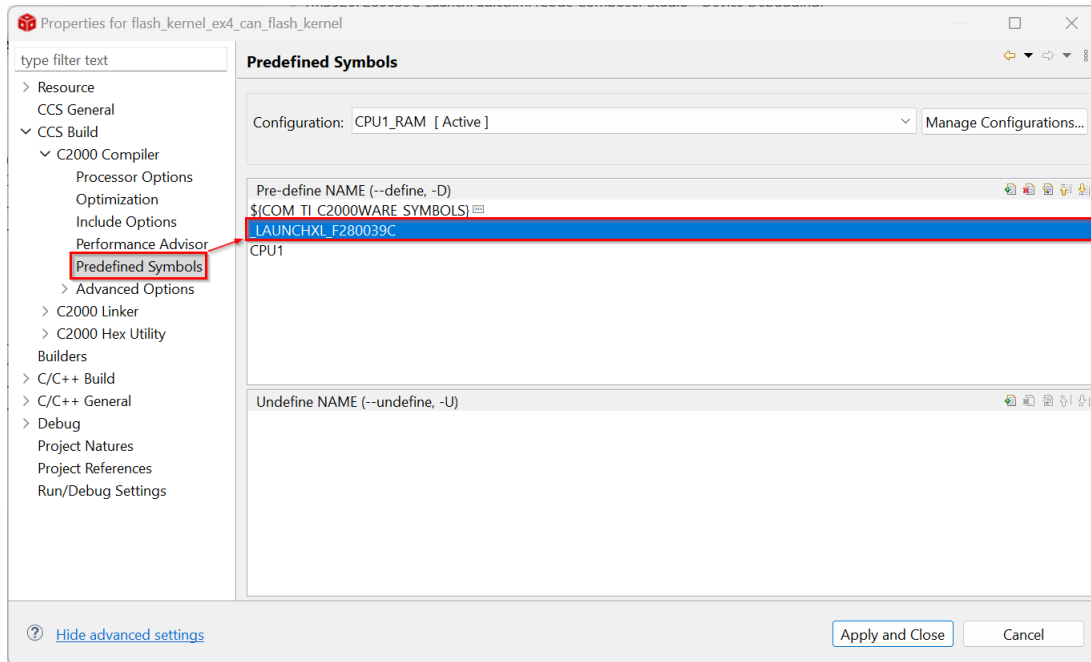 Properties for flash_kernel_ex4_can_flash_kernel
type filter text
Resource
CCS General
CCS Build
C2000 Compiler
Processor Options
Optimization
Include Options
Performance Advisor
Predefined Symbols
Advanced Options
C2000 Linker
C2000 Hex Utility
Builders
C/C++ Build
C/C++ General
Debug
Project Natures
Project References
Run/Debug Settings
Predefined Symbols
Configuration: CPU1_RAM [ Active ]
Manage Configurations...
Pre-define NAME (--define, -D)
${COM_TI_C2000WARE_SYMBOLS}
_LAUNCHXL_F280039C
CPU1
Undefine NAME (--undefine, -U)
Hide advanced settings
Apply and Close
Cancel